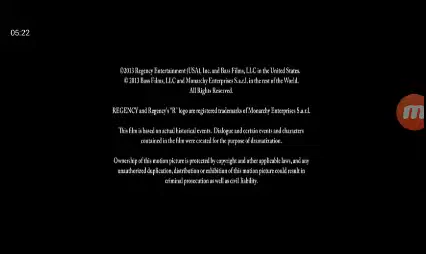 05:22
©2013 Regency Entertainment (USA), Inc. and Bass Films, LLC in the United States.
© 2013 Bass Films, LLC and Monarchy Enterprises S.a.r.l. in the rest of the World.
All Rights Reserved.
REGENCY and Regency's "R" logo are registered trademarks of Monarchy Enterprises S.a.r.l.
This film is based on actual historical events. Dialogue and certain events and characters
contained in the film were created for the purpose of dramatization.
Ownership of this motion picture is protected by copyright and other applicable laws, and any
unauthorized duplication, distribution or exhibition of this motion picture could result in
criminal prosecution as well as civil liability.